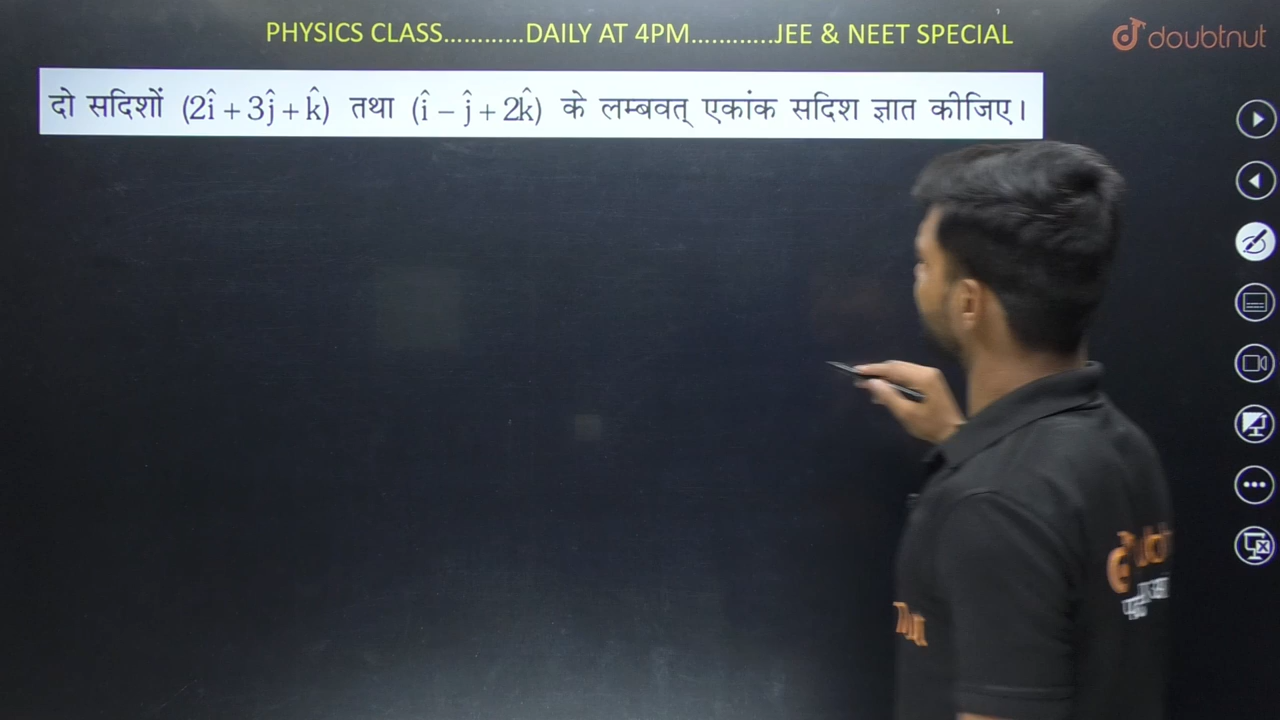 PHYSICS CLASS............DAILY AT 4PM............JEE & NEET SPECIAL
doubtnut
दो सदिशों (2î + 3ĵ + k̂) तथा (î − ĵ + 2k̂) के लम्बवत् एकांक सदिश ज्ञात कीजिए।